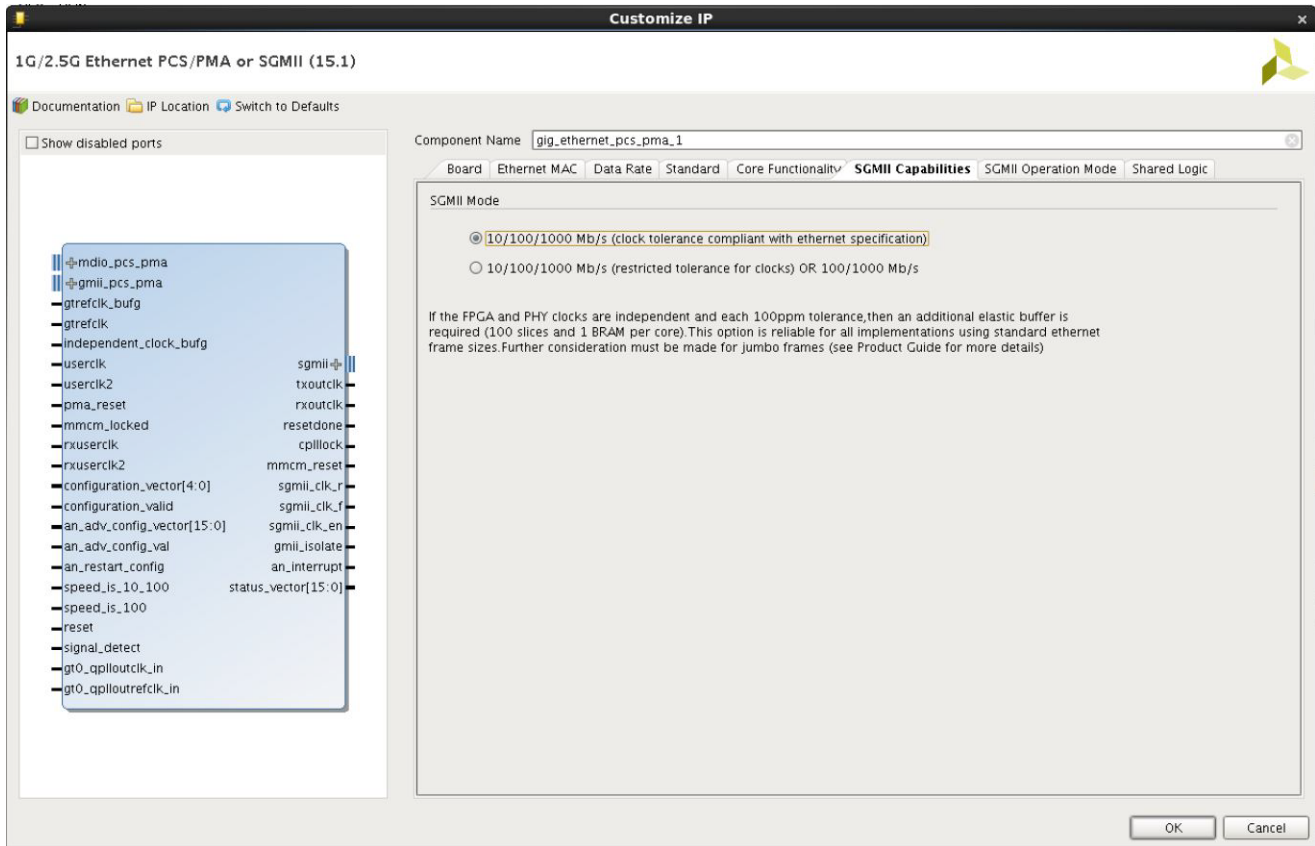 Customize IP
1G/2.5G Ethernet PCS/PMA or SGMII (15.1)
Documentation IP Location Switch to Defaults
Show disabled ports
mdio_pcs_pma
gmii_pcs_pma
gtrefclk_bufg
gtrefclk
independent_clock_bufg
userclk
userclk2
pma_reset
mmcm_locked
rxuserclk
rxuserclk2
configuration_vector[4:0]
configuration_valid
an_adv_config_vector[15:0]
an_adv_config_val
an_restart_config
speed_is_10_100
speed_is_100
reset
signal_detect
gt0_qplloutclk_in
gt0_qplloutrefclk_in
sgmii
txoutclk
rxoutclk
resetdone
cplllock
mmcm_reset
sgmii_clk_r
sgmii_clk_f
sgmii_clk_en
gmii_isolate
an_interrupt
status_vector[15:0]
Component Name gig_ethernet_pcs_pma_1
Board Ethernet MAC Data Rate Standard Core Functionality SGMII Capabilities SGMII Operation Mode Shared Logic
SGMII Mode
10/100/1000 Mb/s (clock tolerance compliant with ethernet specification)
10/100/1000 Mb/s (restricted tolerance for clocks) OR 100/1000 Mb/s
If the FPGA and PHY clocks are independent and each 100ppm tolerance,then an additional elastic buffer is
required (100 slices and 1 BRAM per core).This option is reliable for all implementations using standard ethernet
frame sizes.Further consideration must be made for jumbo frames (see Product Guide for more details)
OK Cancel